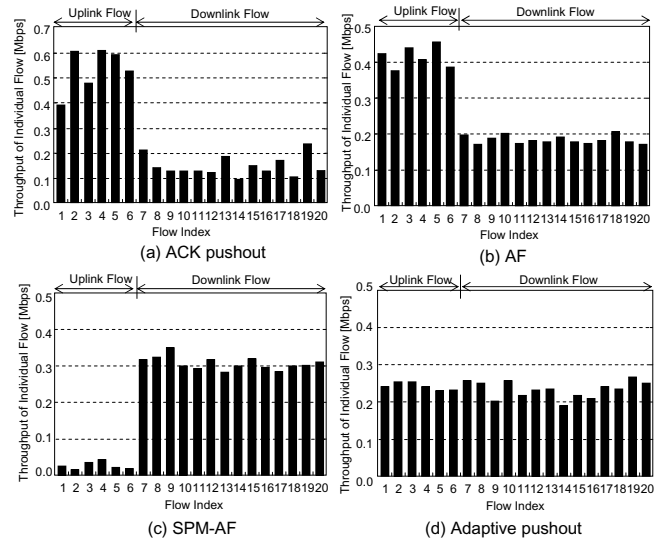 Uplink Flow
Downlink Flow
Throughput of Individual Flow [Mbps]
0.7
0.6
0.5
0.4
0.3
0.2
0.1
0.0
1 2 3 4 5 6 7 8 9 10 11 12 13 14 15 16 17 18 19 20
Flow Index
(a) ACK pushout
Uplink Flow
Downlink Flow
Throughput of Individual Flow [Mbps]
0.5
0.4
0.3
0.2
0.1
0.0
1 2 3 4 5 6 7 8 9 10 11 12 13 14 15 16 17 18 19 20
Flow Index
(b) AF
Uplink Flow
Downlink Flow
Throughput of Individual Flow [Mbps]
0.5
0.4
0.3
0.2
0.1
0.0
1 2 3 4 5 6 7 8 9 10 11 12 13 14 15 16 17 18 19 20
Flow Index
(c) SPM-AF
Uplink Flow
Downlink Flow
Throughput of Individual Flow [Mbps]
0.5
0.4
0.3
0.2
0.1
0.0
1 2 3 4 5 6 7 8 9 10 11 12 13 14 15 16 17 18 19 20
Flow Index
(d) Adaptive pushout